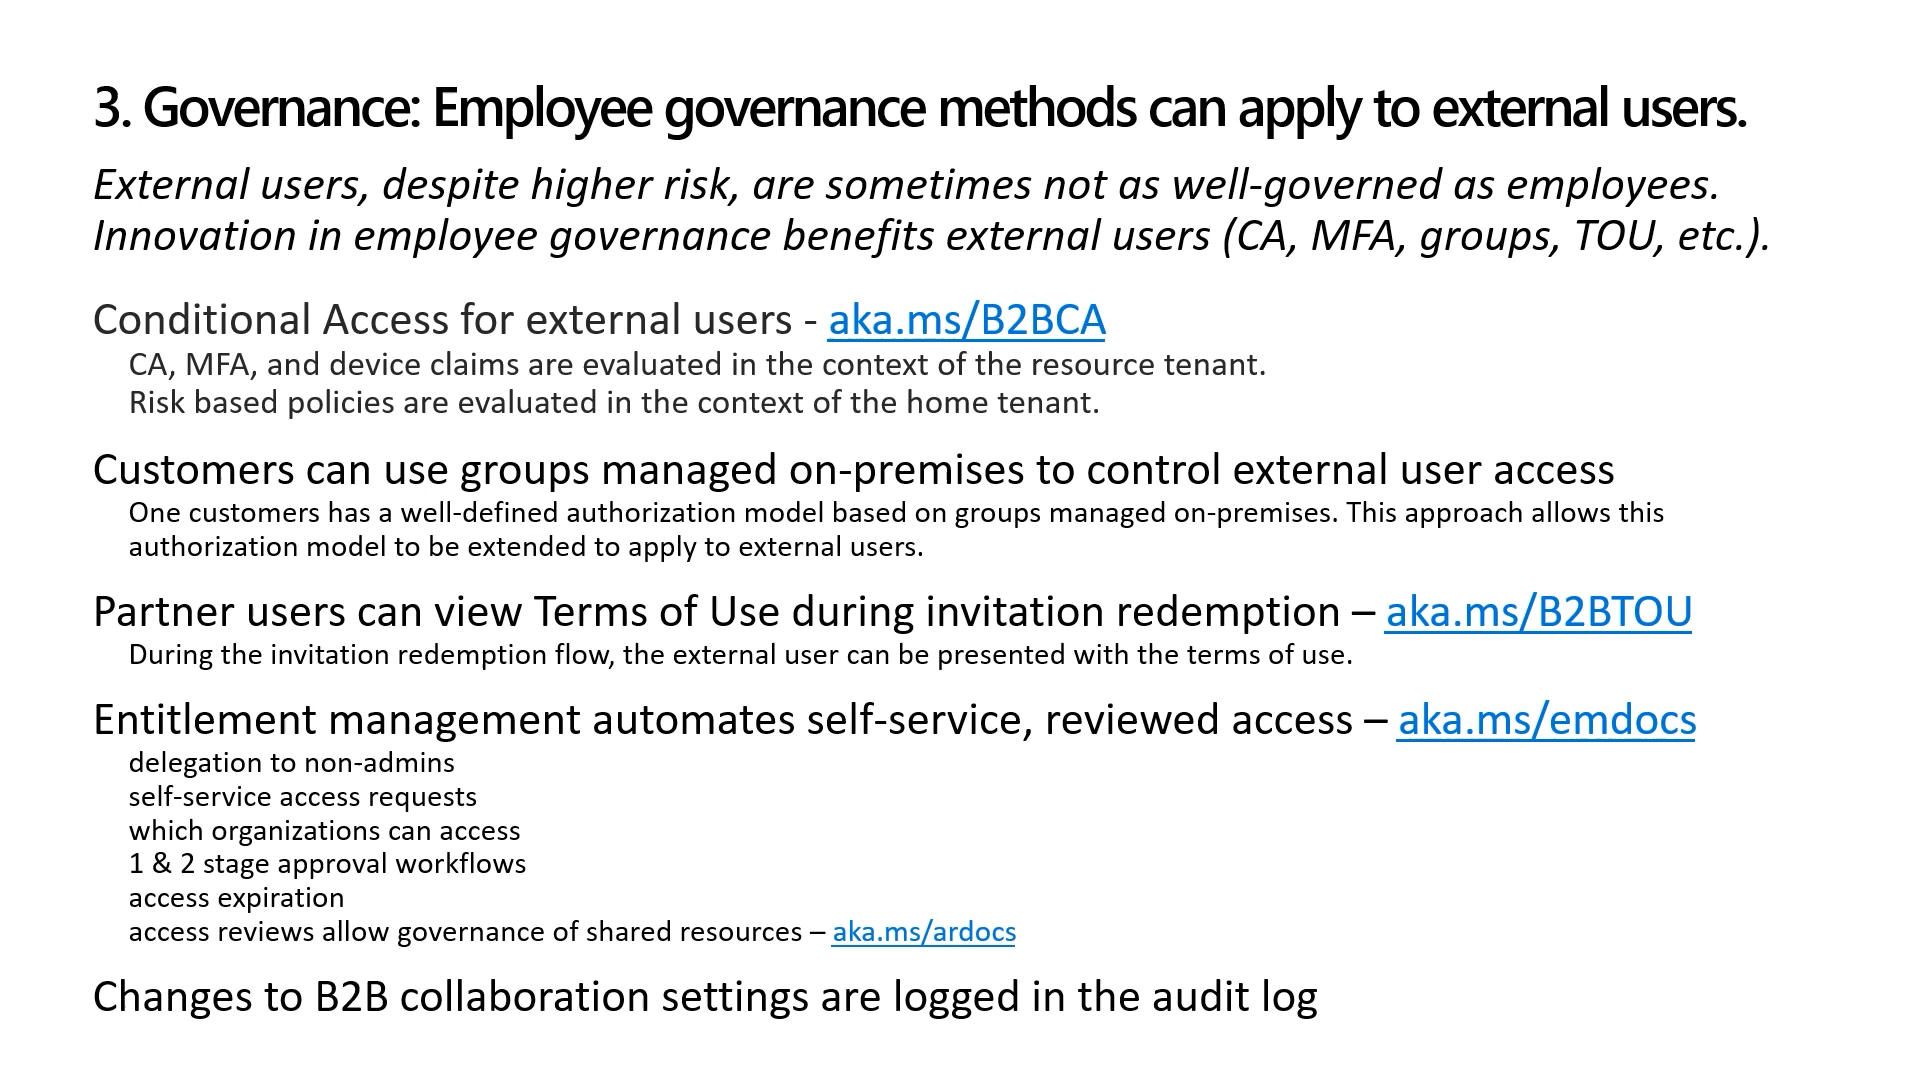 3. Governance: Employee governance methods can apply to external users.
External users, despite higher risk, are sometimes not as well-governed as employees.
Innovation in employee governance benefits external users (CA, MFA, groups, TOU, etc.).
Conditional Access for external users - aka.ms/B2BCA
CA, MFA, and device claims are evaluated in the context of the resource tenant.
Risk based policies are evaluated in the context of the home tenant.
Customers can use groups managed on-premises to control external user access
One customers has a well-defined authorization model based on groups managed on-premises. This approach allows this
authorization model to be extended to apply to external users.
Partner users can view Terms of Use during invitation redemption – aka.ms/B2BTOU
During the invitation redemption flow, the external user can be presented with the terms of use.
Entitlement management automates self-service, reviewed access – aka.ms/emdocs
delegation to non-admins
self-service access requests
which organizations can access
1 & 2 stage approval workflows
access expiration
access reviews allow governance of shared resources – aka.ms/ardocs
Changes to B2B collaboration settings are logged in the audit log